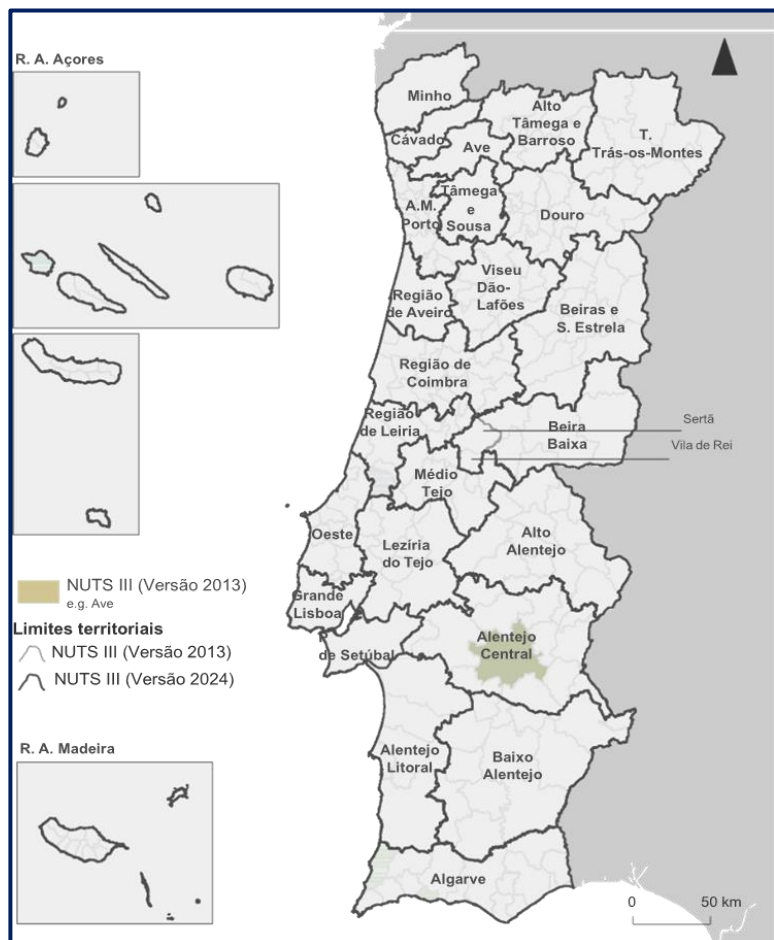 R. A. Açores
Minho
Alto
Tâmega e
Barroso
T.
Trás-os-Montes
Cávado
Ave
Tâmega
e
Sousa
A.M.
Porto
Douro
Viseu
Dão-
Lafões
Região
de Aveiro
Beiras e
S. Estrela
Região de
Coimbra
Região
de Leiria
Beira
Baixa
Sertã
Vila de Rei
Médio
Tejo
Oeste
Lezíria
do Tejo
Alto
Alentejo
NUTS III (Versão 2013)
e.g. Ave
Limites territoriais
NUTS III (Versão 2013)
NUTS III (Versão 2024)
Grande
Lisboa
de Setúbal
Alentejo
Central
R. A. Madeira
Alentejo
Litoral
Baixo
Alentejo
Algarve
0 50 km